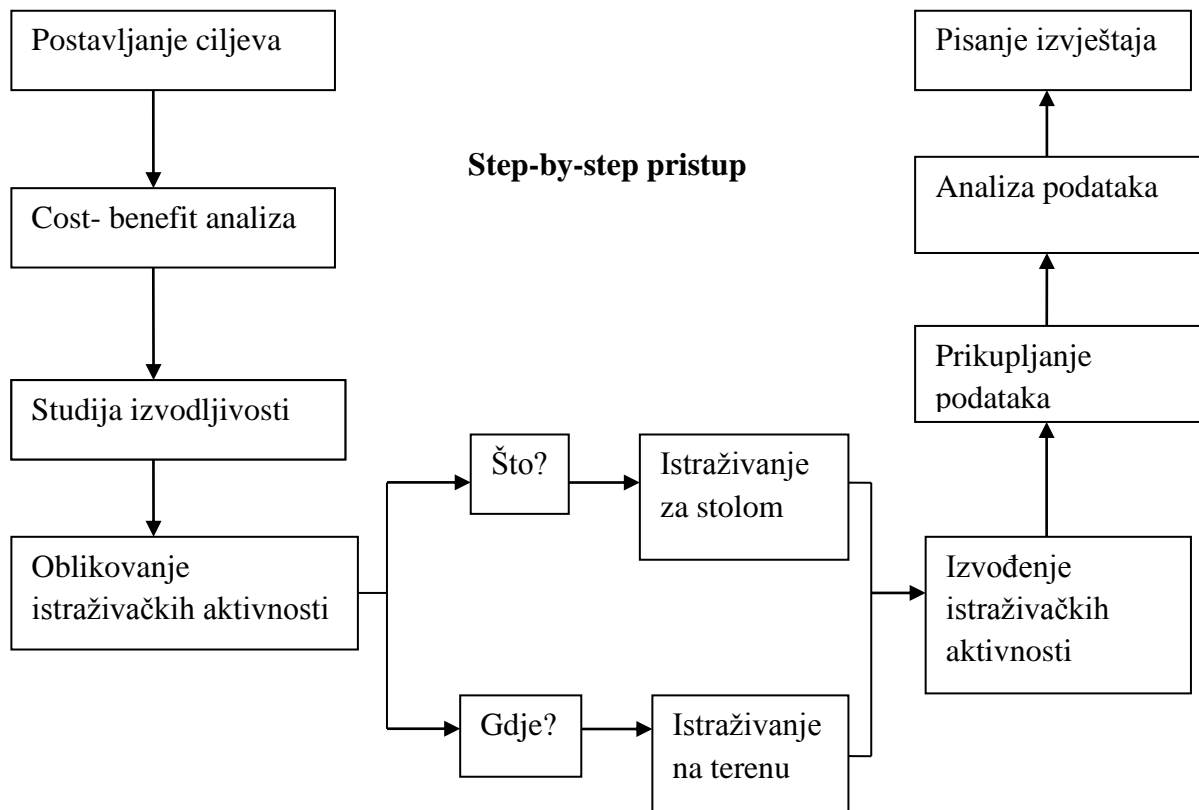 Postavljanje ciljeva
Pisanje izvještaja
Step-by-step pristup
Analiza podataka
Cost- benefit analiza
Prikupljanje
podataka
Studija izvodljivosti
Što?
Istraživanje
za stolom
Oblikovanje
istraživačkih aktivnosti
Izvođenje
istraživačkih
aktivnosti
Gdje?
Istraživanje
na terenu